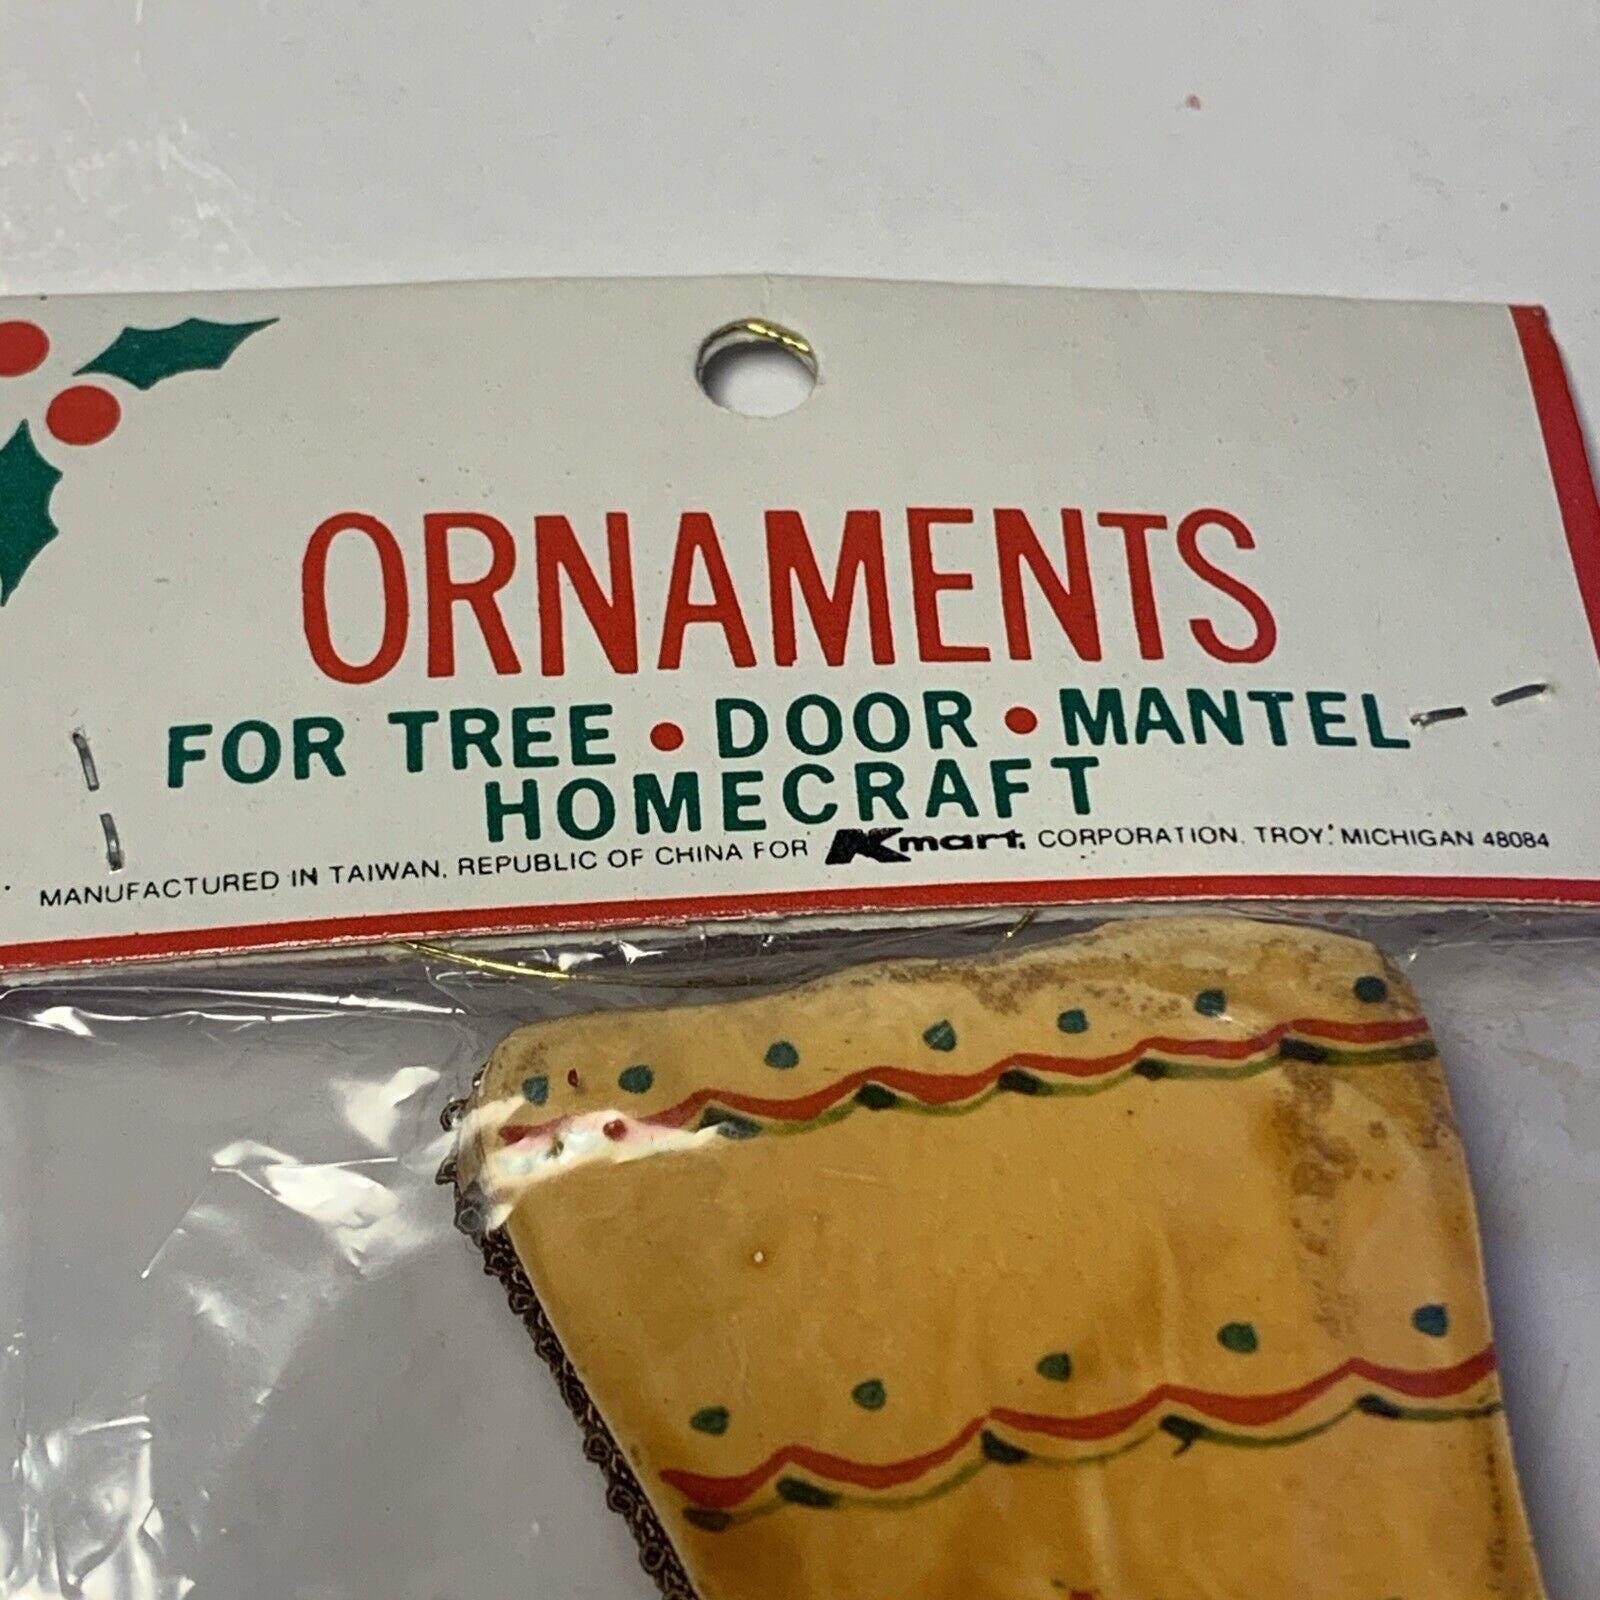 ORNAMENTS
FOR TREE • DOOR • MANTEL
HOMECRAFT
MANUFACTURED IN TAIWAN, REPUBLIC OF CHINA FOR Kmart CORPORATION. TROY. MICHIGAN 48084